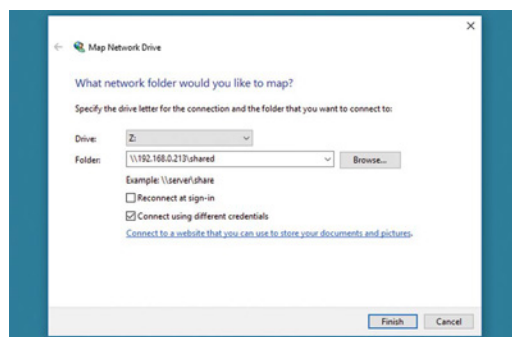 Map Network Drive
What network folder would you like to map?
Specify the drive letter for the connection and the folder that you want to connect to:
Drive: Z:
Folder: \\192.168.0.213\shared Browse...
Example: \\server\share
Reconnect at sign-in
Connect using different credentials
Connect to a website that you can use to store your documents and pictures.
Finish Cancel